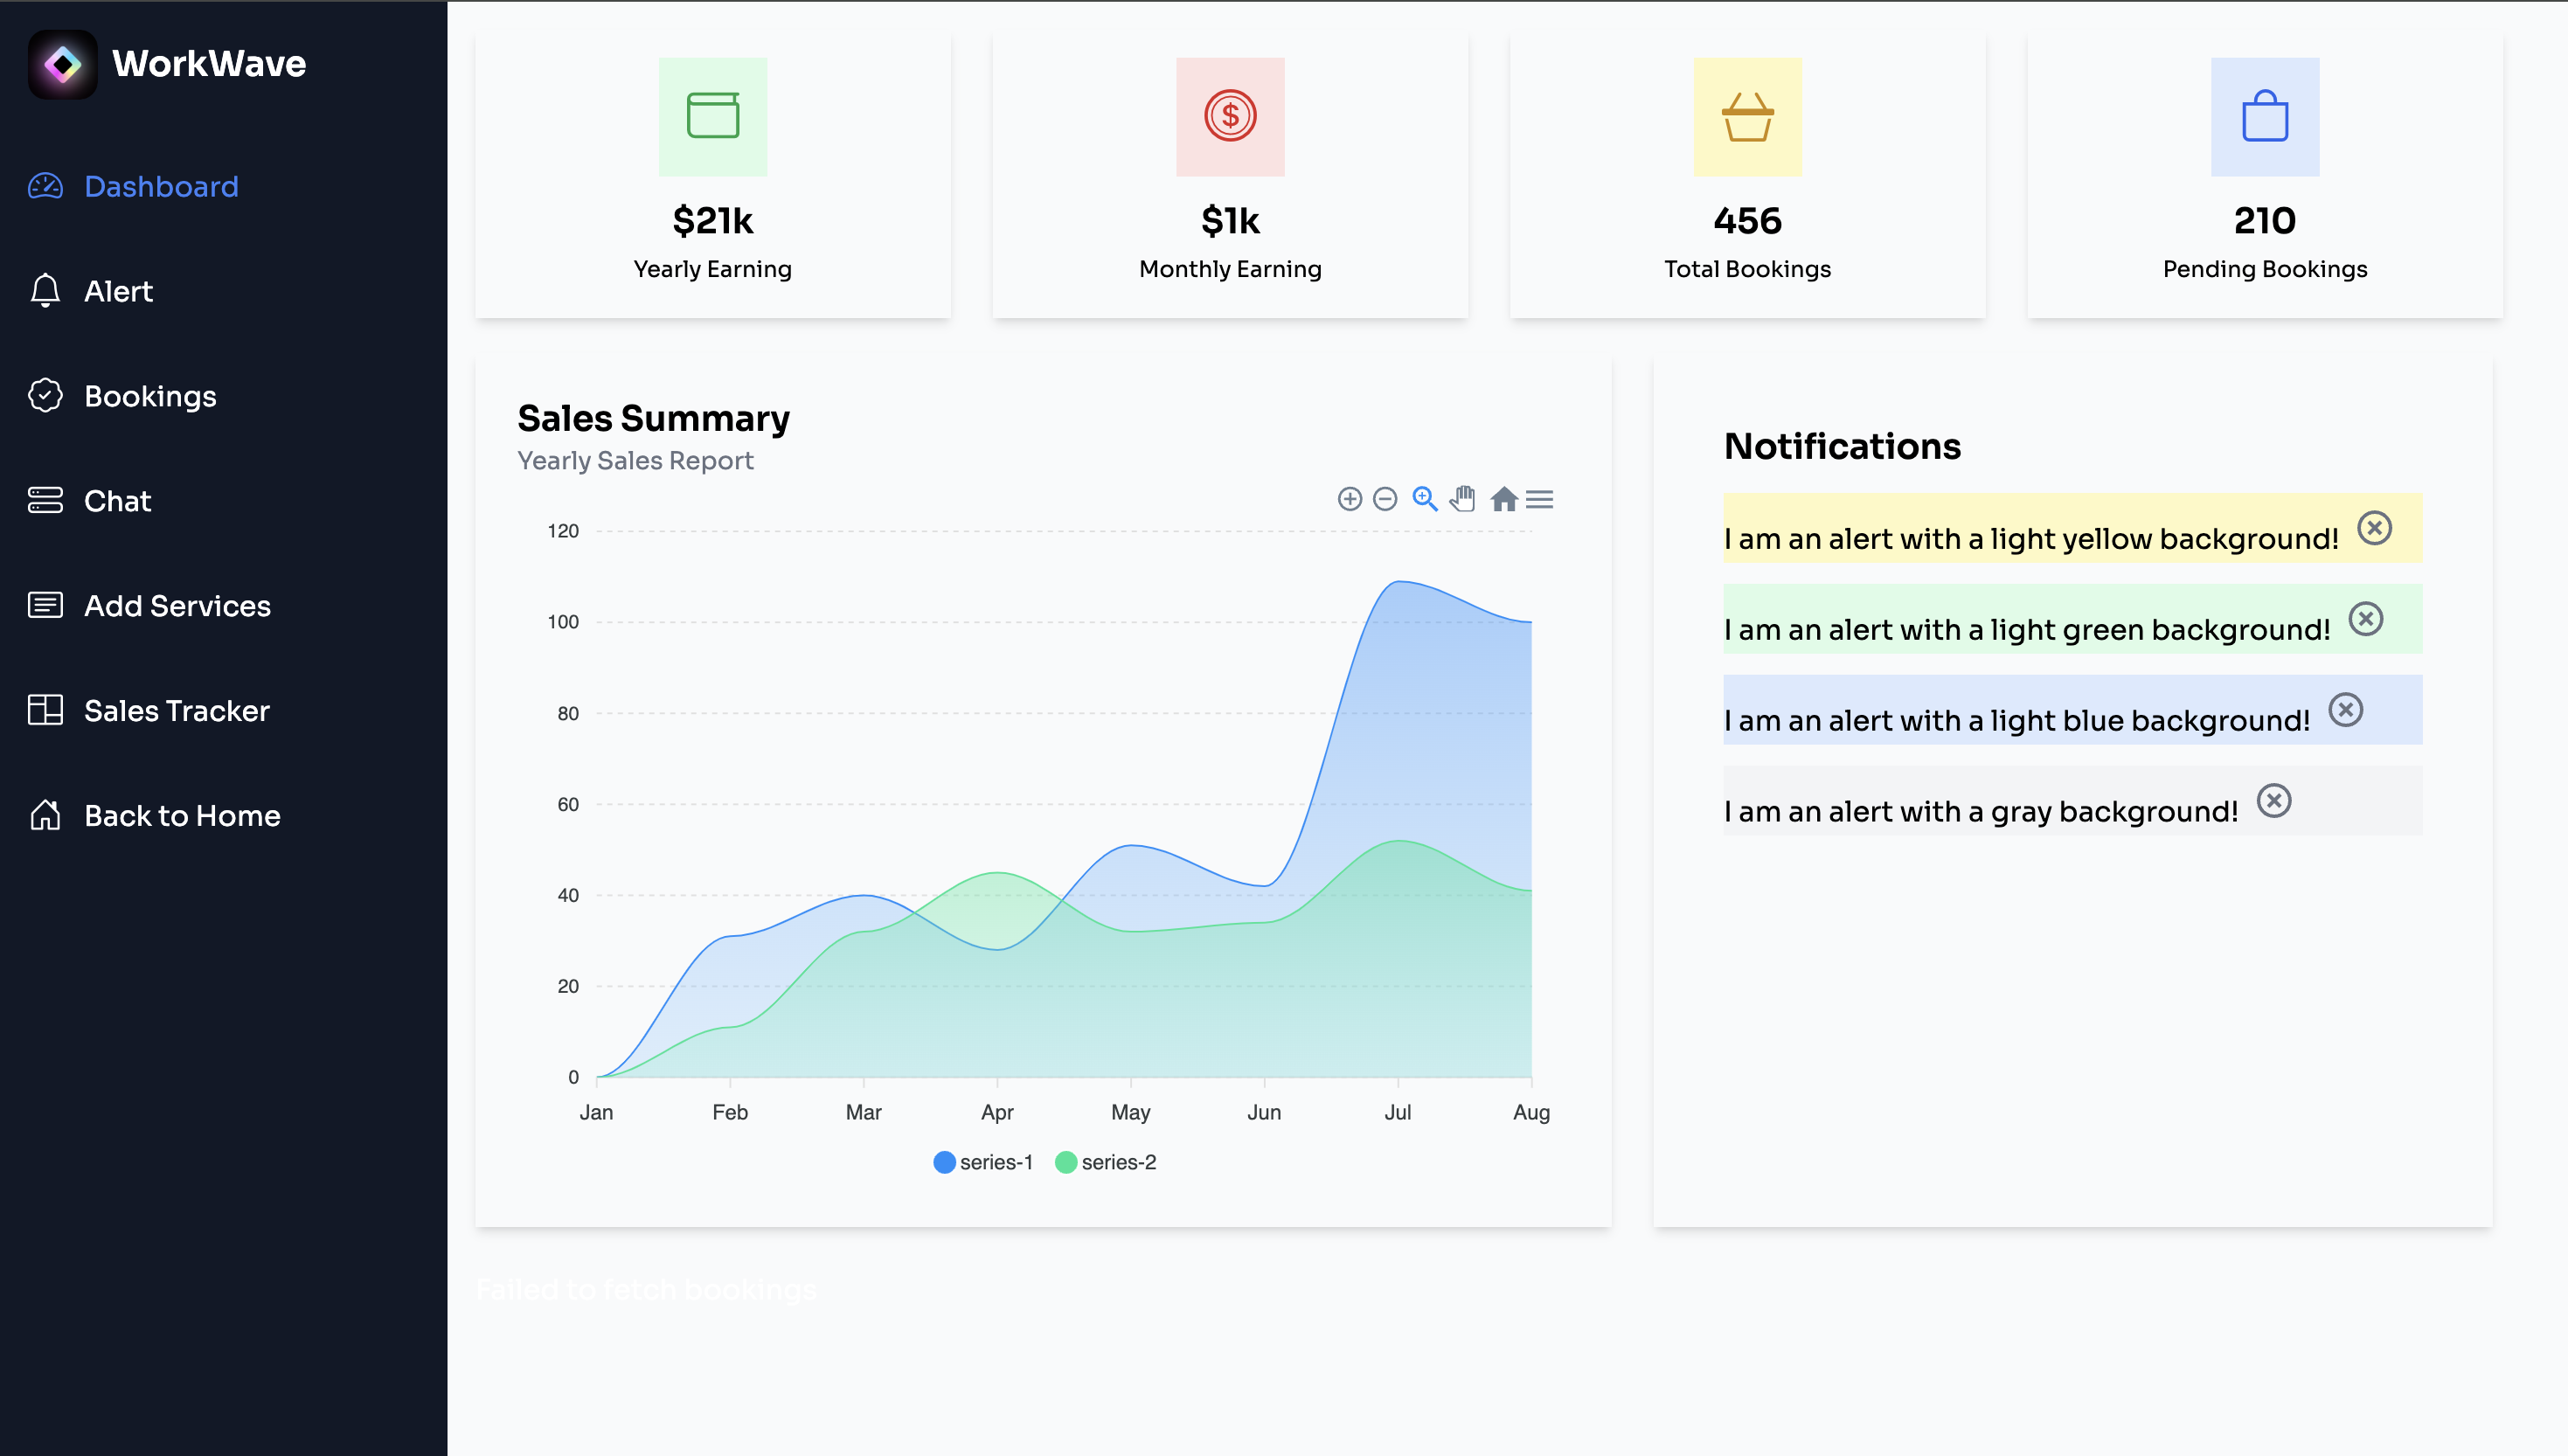 WorkWave
Dashboard
Alert
Bookings
Chat
Add Services
Sales Tracker
Back to Home
$21k
Yearly Earning
$1k
Monthly Earning
456
Total Bookings
210
Pending Bookings
Sales Summary
Yearly Sales Report
120
100
80
60
40
20
0
Jan Feb Mar Apr May Jun Jul Aug
series-1 series-2
Notifications
I am an alert with a light yellow background!
I am an alert with a light green background!
I am an alert with a light blue background!
I am an alert with a gray background!
Failed to fetch bookings